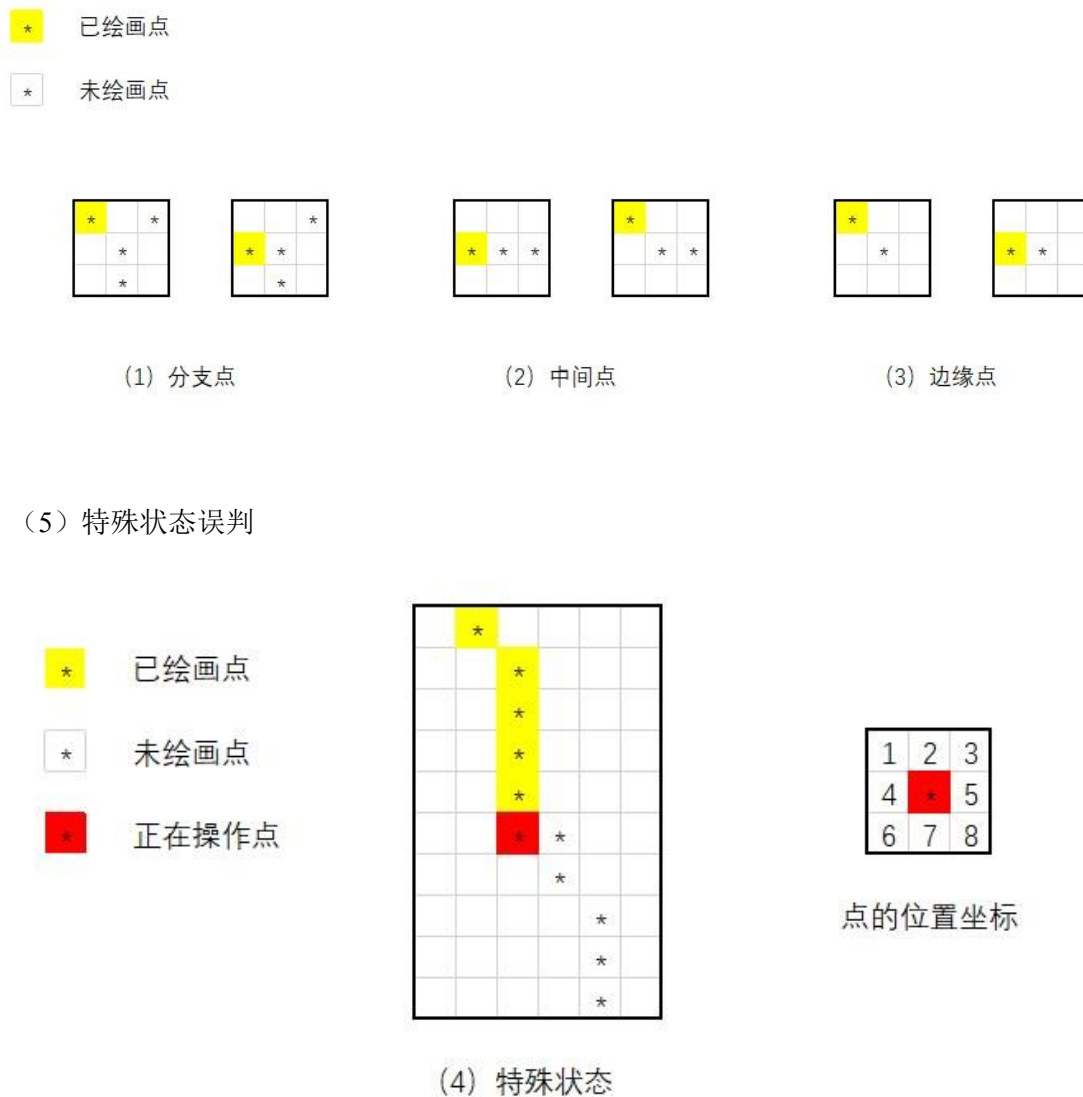 * 已绘画点
* 未绘画点
* * * *
* * * * * * * * * *
* *
(1) 分支点 (2) 中间点 (3) 边缘点
（5）特殊状态误判
* 已绘画点
* 未绘画点
* 正在操作点
*
*
*
*
*
* *
*
*
*
*
1 2 3
4 * 5
6 7 8
点的位置坐标
(4) 特殊状态